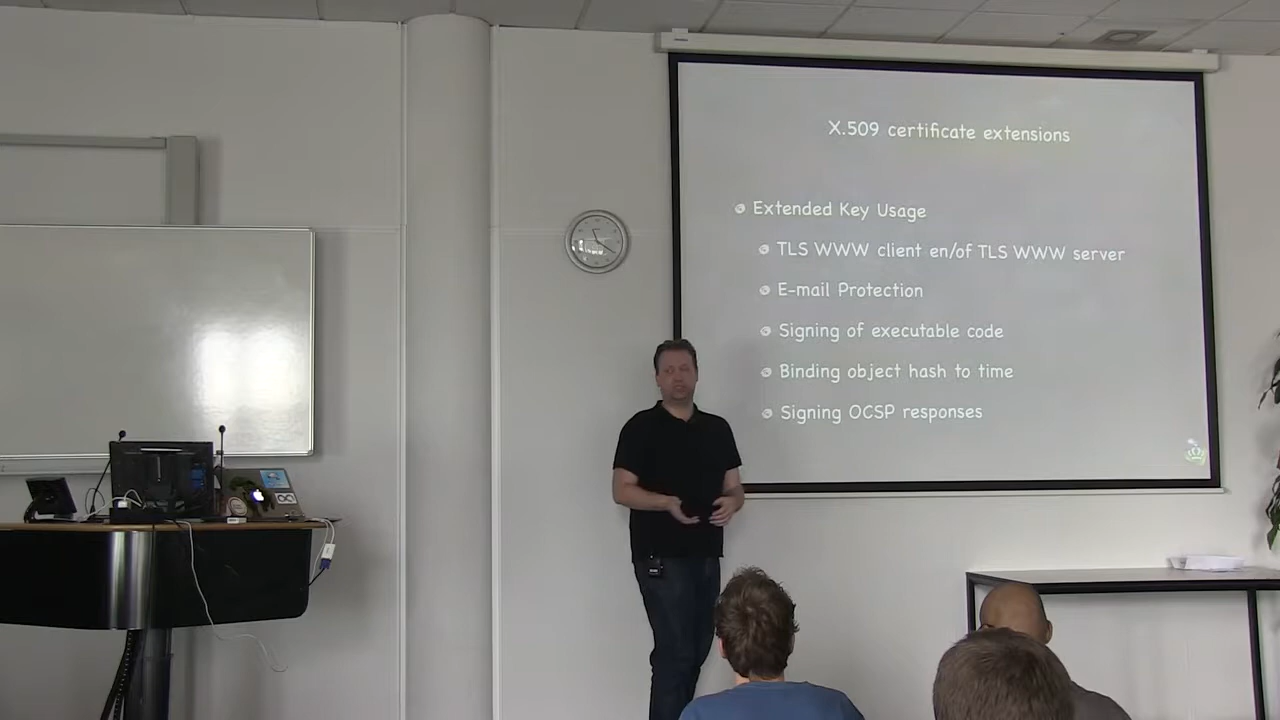 X.509 certificate extensions
Extended Key Usage
TLS WWW client en/of TLS WWW server
E-mail Protection
Signing of executable code
Binding object hash to time
Signing OCSP responses